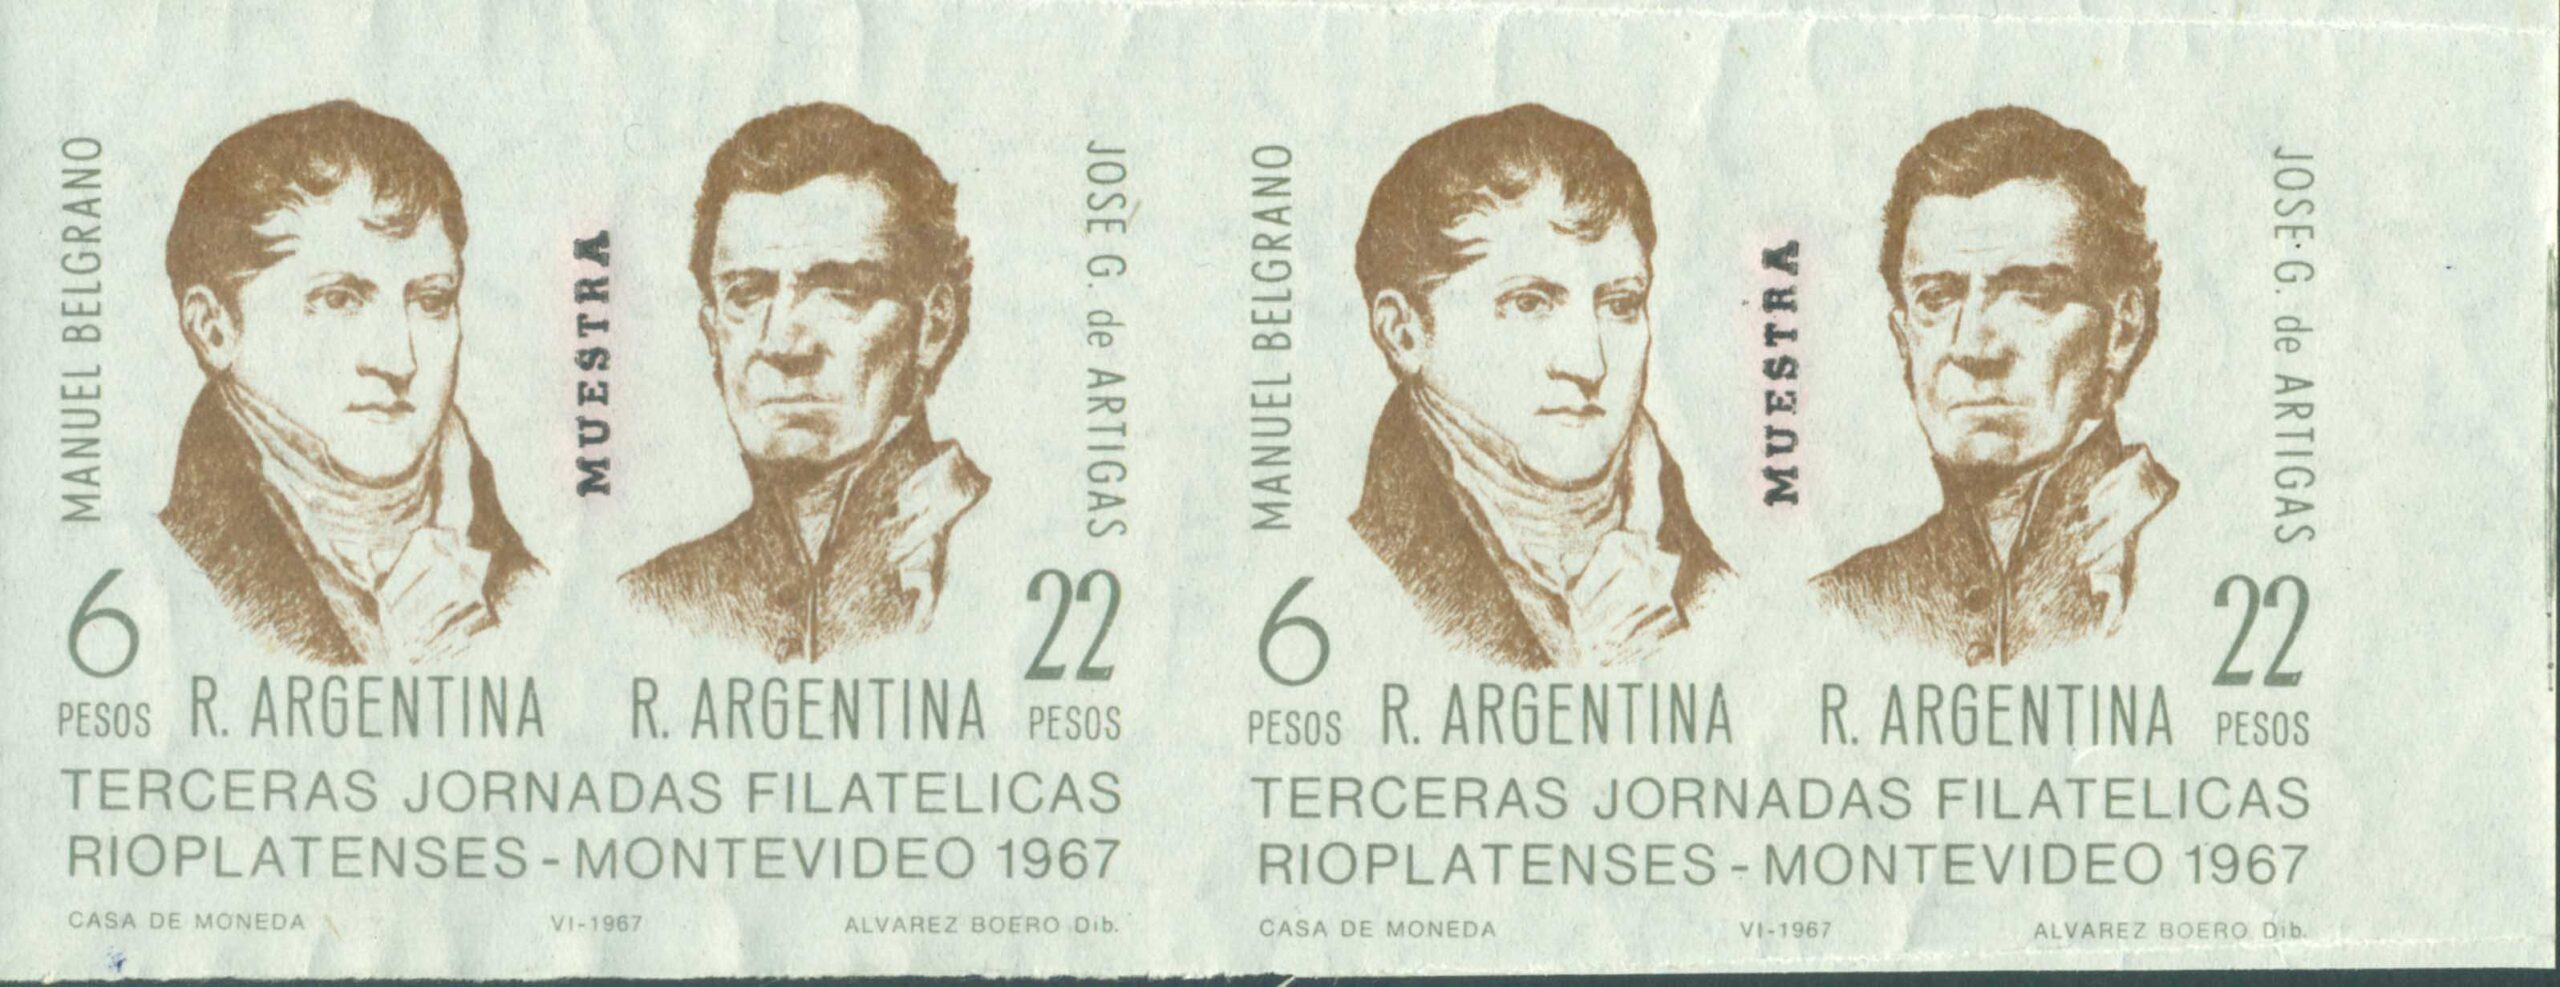 MANUEL BELGRANO
MUESTRA
JOSÈ G. de ARTIGAS
6
PESOS
R. ARGENTINA
R. ARGENTINA
22
PESOS
TERCERAS JORNADAS FILATELICAS
RIOPLATENSES - MONTEVIDEO 1967
CASA DE MONEDA
VI-1967
ALVAREZ BOERO Dib.
MANUEL BELGRANO
MUESTRA
JOSE G. de ARTIGAS
6
PESOS
R. ARGENTINA
R. ARGENTINA
22
PESOS
TERCERAS JORNADAS FILATELICAS
RIOPLATENSES - MONTEVIDEO 1967
CASA DE MONEDA
VI-1967
ALVAREZ BOERO Dib.